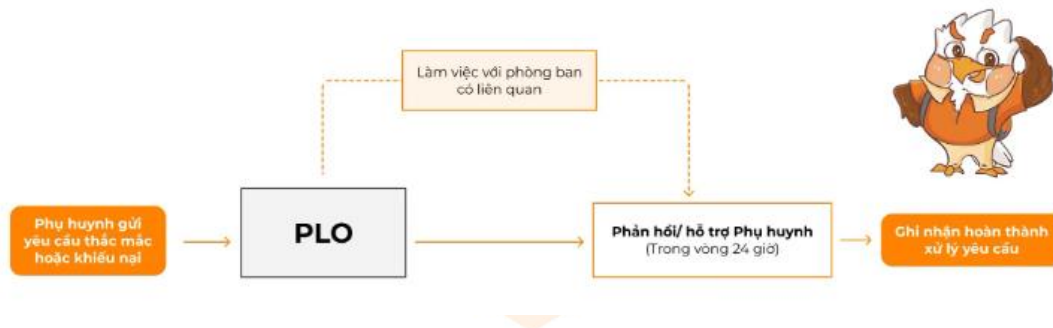 Làm việc với phòng ban
có liên quan
Phụ huynh gửi
yêu cầu thắc mắc
hoặc khiếu nại
PLO
Phản hồi/ hỗ trợ Phụ huynh
(Trong vòng 24 giờ)
Ghi nhận hoàn thành
xử lý yêu cầu